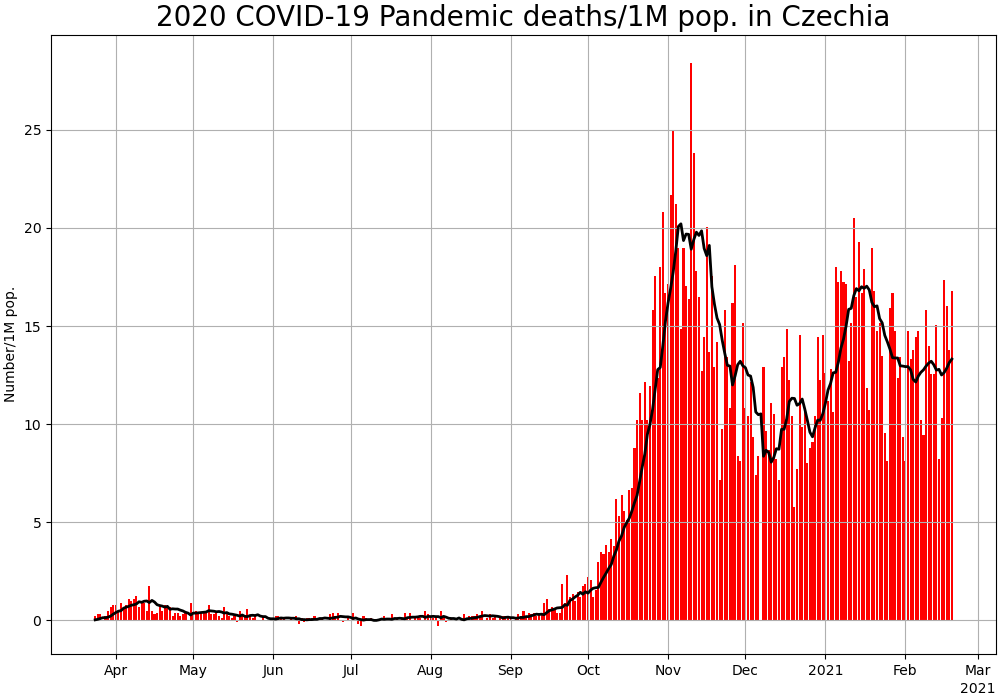 2020 COVID-19 Pandemic deaths/1M pop. in Czechia
Number/1M pop.
25
20
15
10
5
0
Apr May Jun Jul Aug Sep Oct Nov Dec 2021 Feb Mar
2021